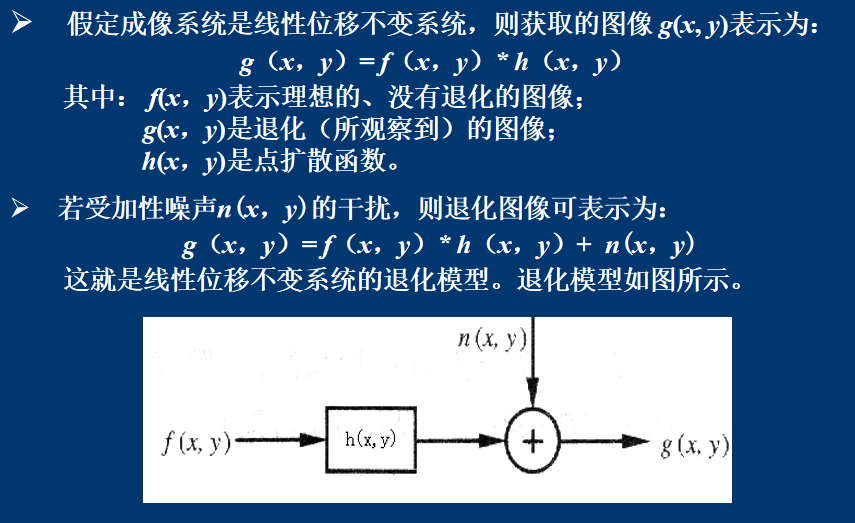 假定成像系统是线性位移不变系统，则获取的图像 g(x, y)表示为：
g（x，y）=f（x，y）*h（x，y）
其中： f(x，y)表示理想的、没有退化的图像；
g(x，y)是退化（所观察到）的图像；
h(x，y)是点扩散函数。
若受加性噪声n(x，y)的干扰，则退化图像可表示为：
g（x，y）=f（x，y）*h（x，y）+ n(x，y)
这就是线性位移不变系统的退化模型。退化模型如图所示。
n(x, y)
f(x, y)
h(x,y)
+
g(x, y)